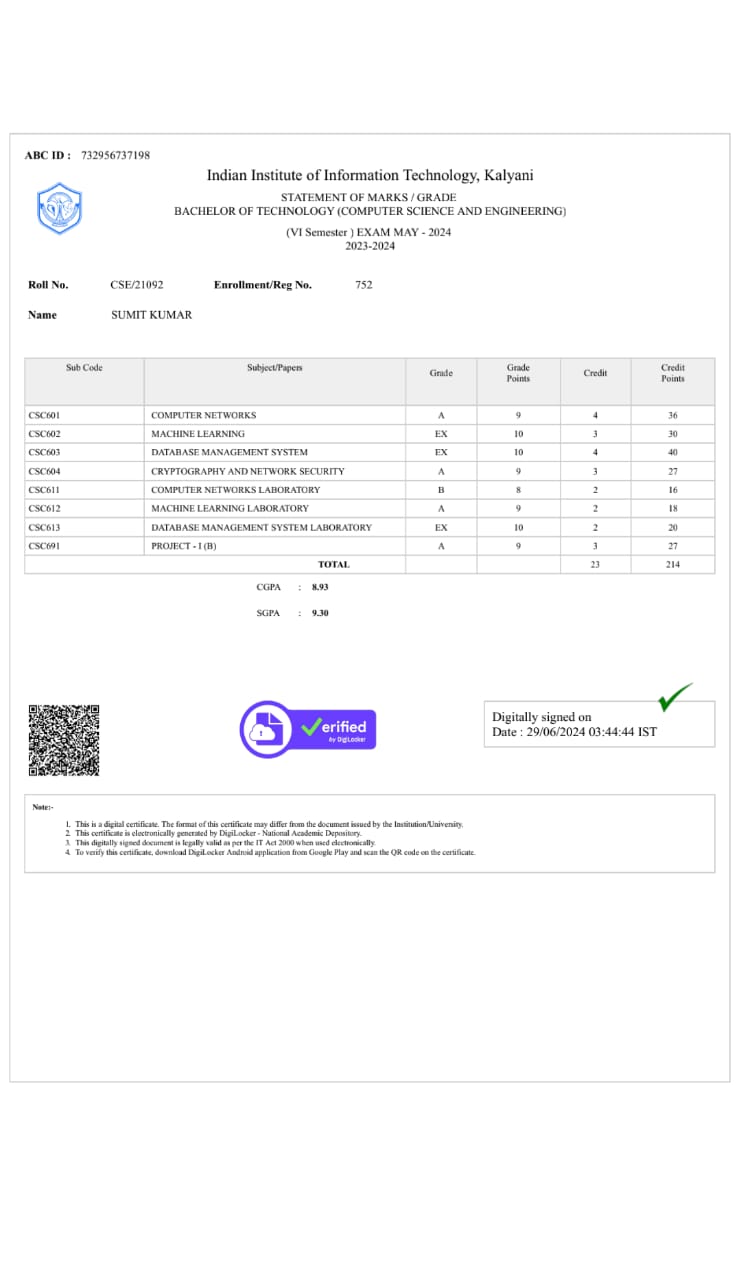 ABC ID : 732956737198
Indian Institute of Information Technology, Kalyani
STATEMENT OF MARKS / GRADE
BACHELOR OF TECHNOLOGY (COMPUTER SCIENCE AND ENGINEERING)
(VI Semester ) EXAM MAY - 2024
2023-2024
Roll No. CSE/21092 Enrollment/Reg No. 752
Name SUMIT KUMAR
Sub Code Subject/Papers Grade Grade Points Credit Credit Points
CSC601 COMPUTER NETWORKS A 9 4 36
CSC602 MACHINE LEARNING EX 10 3 30
CSC603 DATABASE MANAGEMENT SYSTEM EX 10 4 40
CSC604 CRYPTOGRAPHY AND NETWORK SECURITY A 9 3 27
CSC611 COMPUTER NETWORKS LABORATORY B 8 2 16
CSC612 MACHINE LEARNING LABORATORY A 9 2 18
CSC613 DATABASE MANAGEMENT SYSTEM LABORATORY EX 10 2 20
CSC691 PROJECT - I (B) A 9 3 27
TOTAL 23 214
CGPA : 8.93
SGPA : 9.30
erified
by DigiLocker
Digitally signed on
Date : 29/06/2024 03:44:44 IST
Note:-
1. This is a digital certificate. The format of this certificate may differ from the document issued by the Institution/University.
2. This certificate is electronically generated by DigiLocker - National Academic Depository.
3. This digitally signed document is legally valid as per the IT Act 2000 when used electronically.
4. To verify this certificate, download DigiLocker Android application from Google Play and scan the QR code on the certificate.